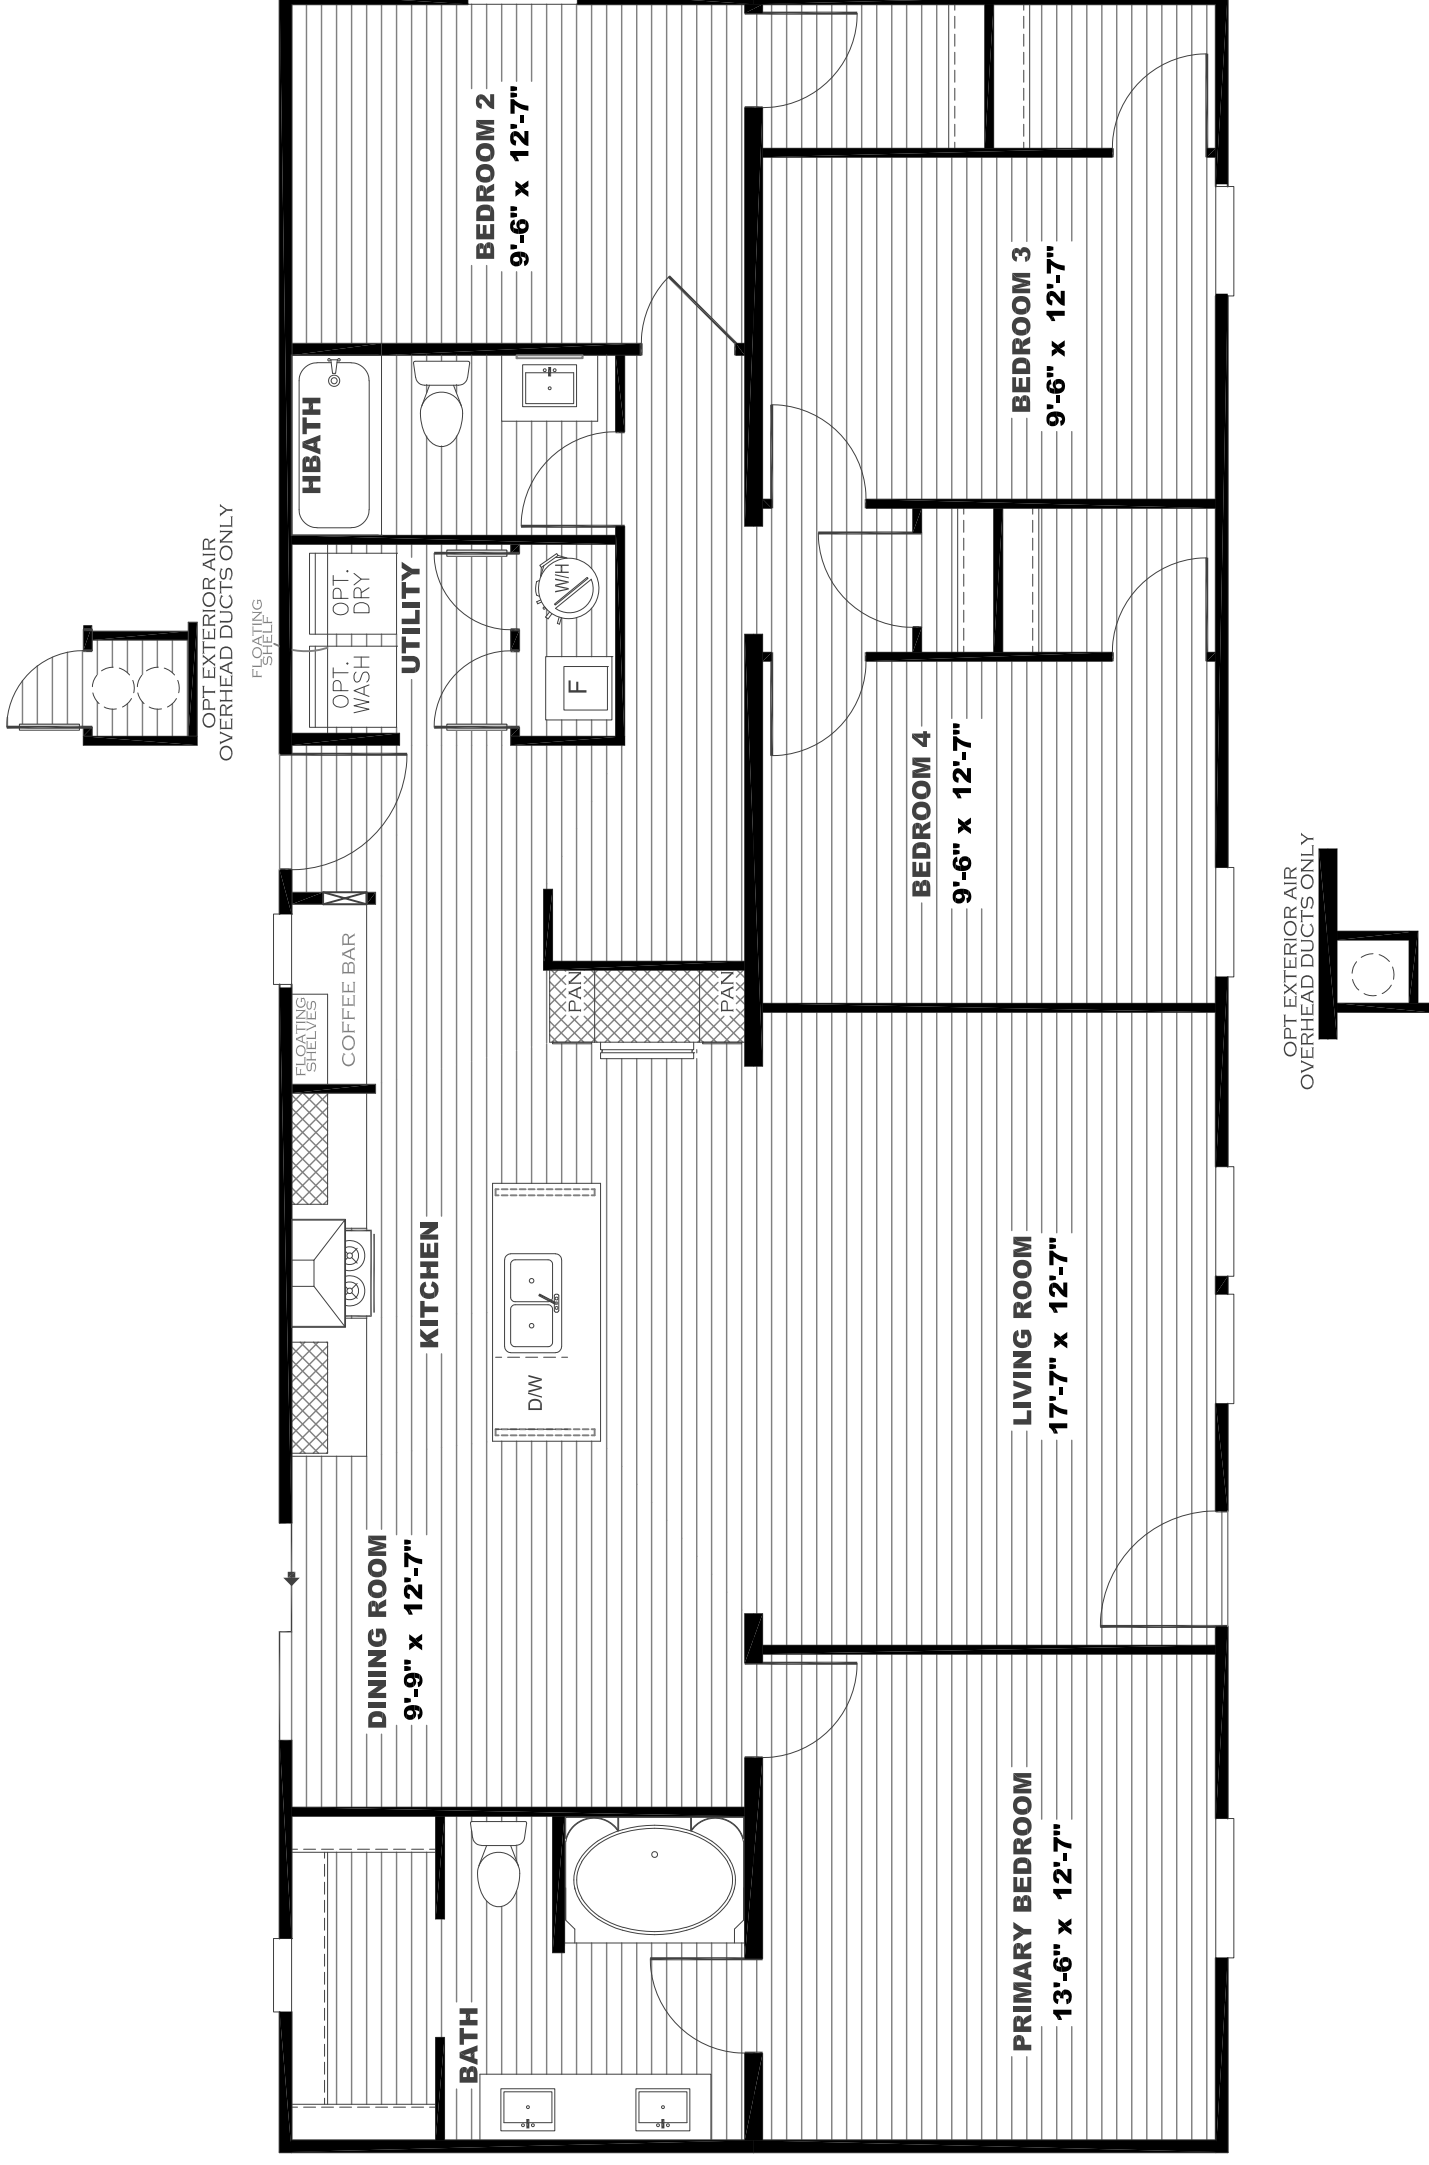 OPT EXTERIOR AIR
OVERHEAD DUCTS ONLY
FLOATING
SHELF
HBATH
OPT.
DRY
OPT.
WASH
UTILITY
W/H
F
BEDROOM 2
9'-6" x 12'-7"
BEDROOM 3
9'-6" x 12'-7"
BEDROOM 4
9'-6" x 12'-7"
FLOATING
SHELVES
COFFEE BAR
PAN
PAN
KITCHEN
D/W
DINING ROOM
9'-9" x 12'-7"
LIVING ROOM
17'-7" x 12'-7"
BATH
PRIMARY BEDROOM
13'-6" x 12'-7"
OPT EXTERIOR AIR
OVERHEAD DUCTS ONLY